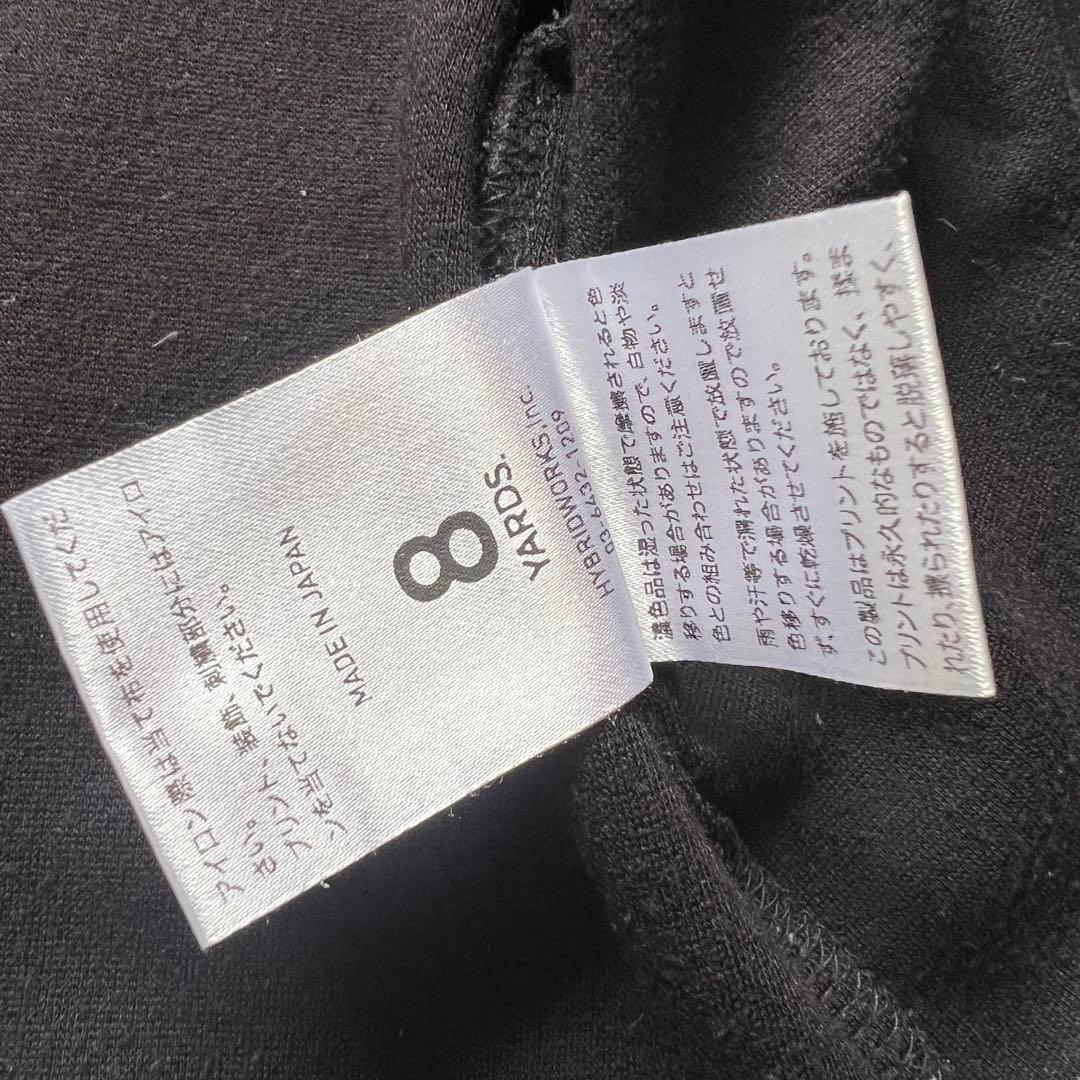 アイロン際は当て布を使用してくだ
さい。
プリント、装飾、刺繍部分にはアイロ
ンを当てないでください。
MADE IN JAPAN
8
YARDS.
HYBRIDWORKS,inc.
03-6432-1209
濃色品は湿った状態で摩擦されると色
移りする場合がありますので、白物や淡
色との組み合わせはご注意ください。
雨や汗等で濡れた状態で放置しますと
色移りする場合がありますので放置せ
ず、すぐに乾燥させてください。
この製品はプリントを施しております。
プリントは永久的なものではなく、揉ま
れたり、擦られたりすると脱落しやすく、